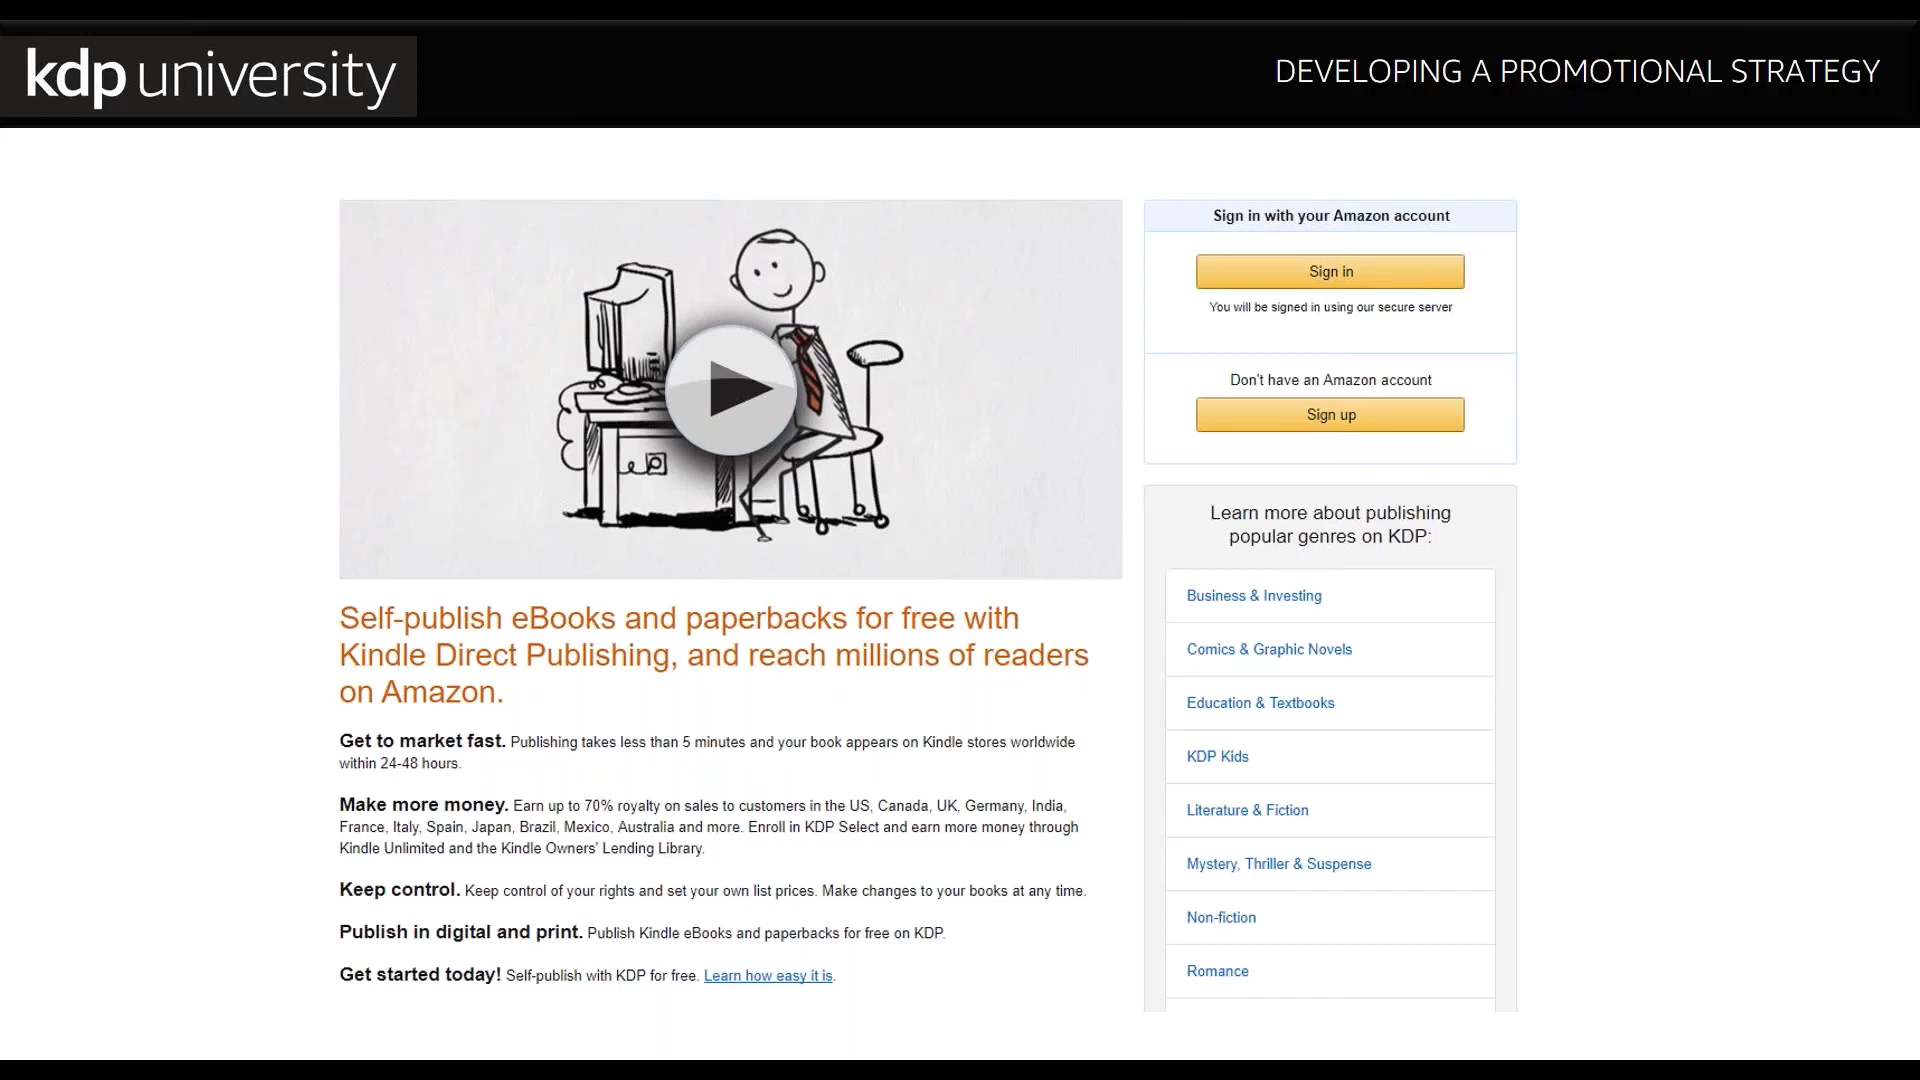 kdp university
DEVELOPING A PROMOTIONAL STRATEGY
Self-publish eBooks and paperbacks for free with
Kindle Direct Publishing, and reach millions of readers
on Amazon.
Get to market fast. Publishing takes less than 5 minutes and your book appears on Kindle stores worldwide
within 24-48 hours.
Make more money. Earn up to 70% royalty on sales to customers in the US, Canada, UK, Germany, India,
France, Italy, Spain, Japan, Brazil, Mexico, Australia and more. Enroll in KDP Select and earn more money through
Kindle Unlimited and the Kindle Owners' Lending Library.
Keep control. Keep control of your rights and set your own list prices. Make changes to your books at any time.
Publish in digital and print. Publish Kindle eBooks and paperbacks for free on KDP.
Get started today! Self-publish with KDP for free. Learn how easy it is.
Sign in with your Amazon account
Sign in
You will be signed in using our secure server
Don't have an Amazon account
Sign up
Learn more about publishing
popular genres on KDP:
Business & Investing
Comics & Graphic Novels
Education & Textbooks
KDP Kids
Literature & Fiction
Mystery, Thriller & Suspense
Non-fiction
Romance